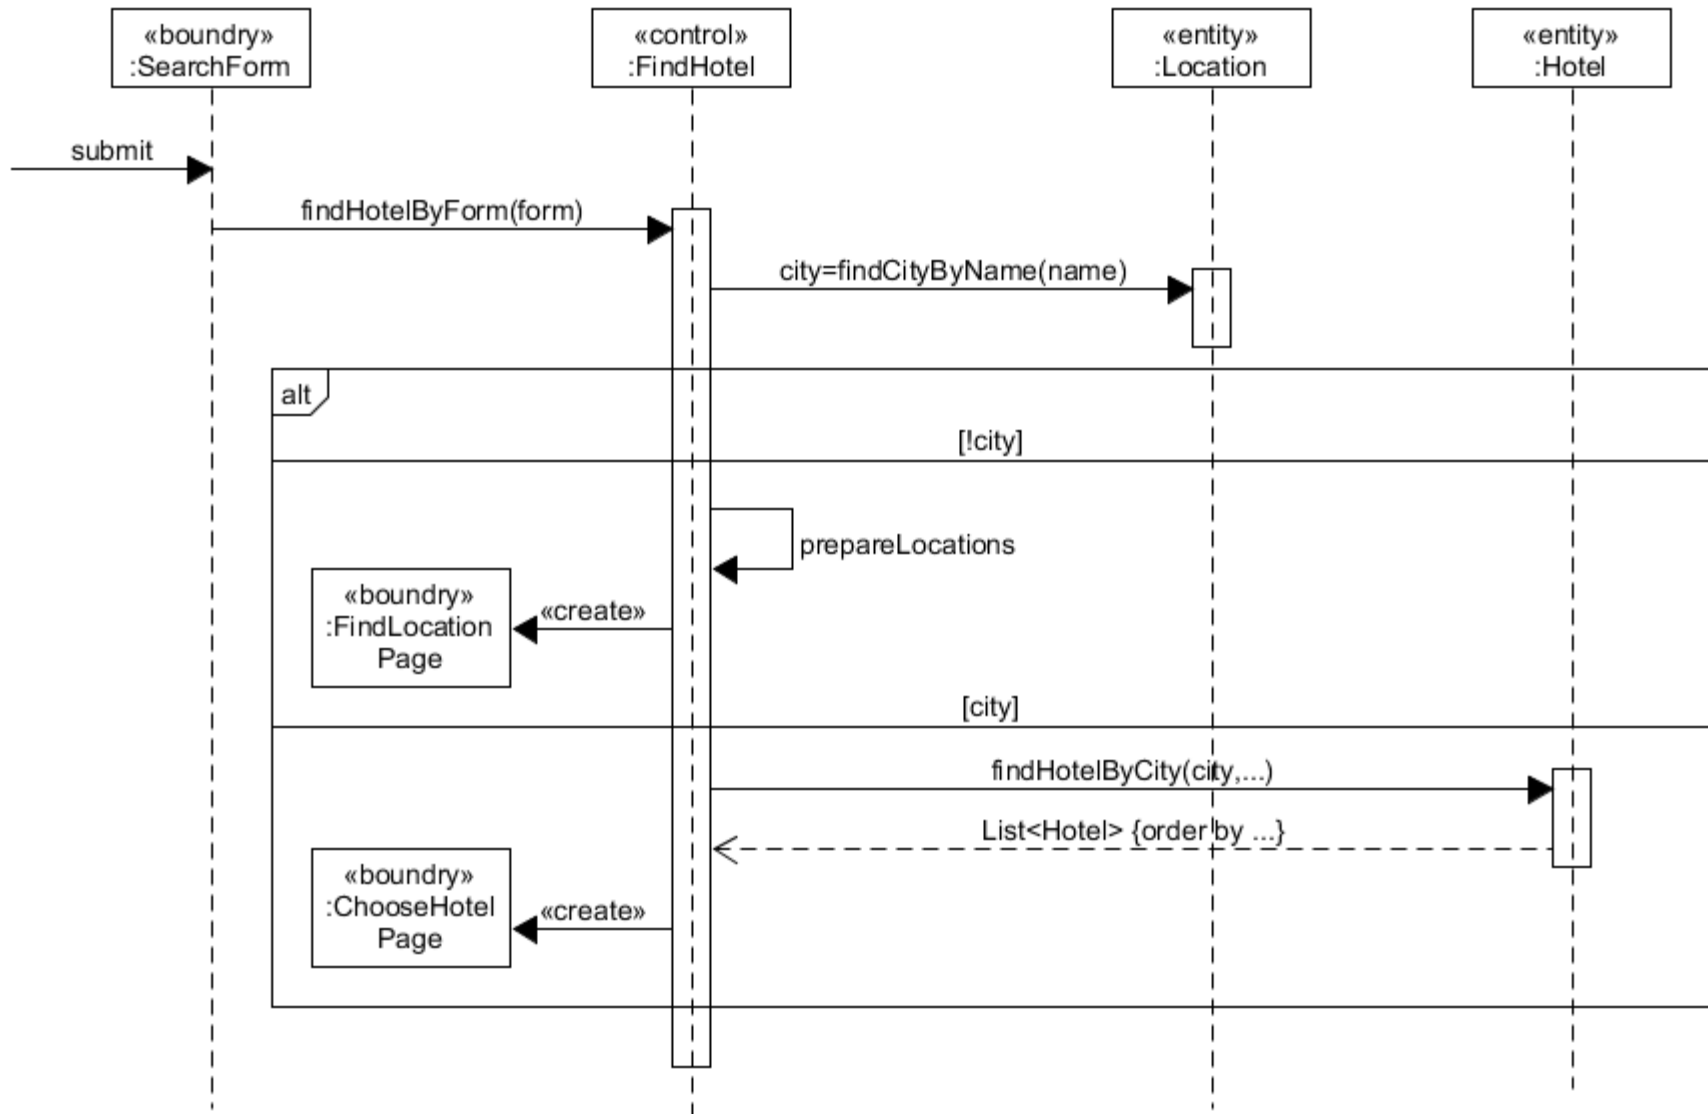 «boundry»
:SearchForm
«control»
:FindHotel
«entity»
:Location
«entity»
:Hotel
submit
findHotelByForm(form)
city=findCityByName(name)
alt
[!city]
prepareLocations
«boundry»
:FindLocation
Page
«create»
[city]
findHotelByCity(city,...)
List<Hotel> {order by ...}
«boundry»
:ChooseHotel
Page
«create»